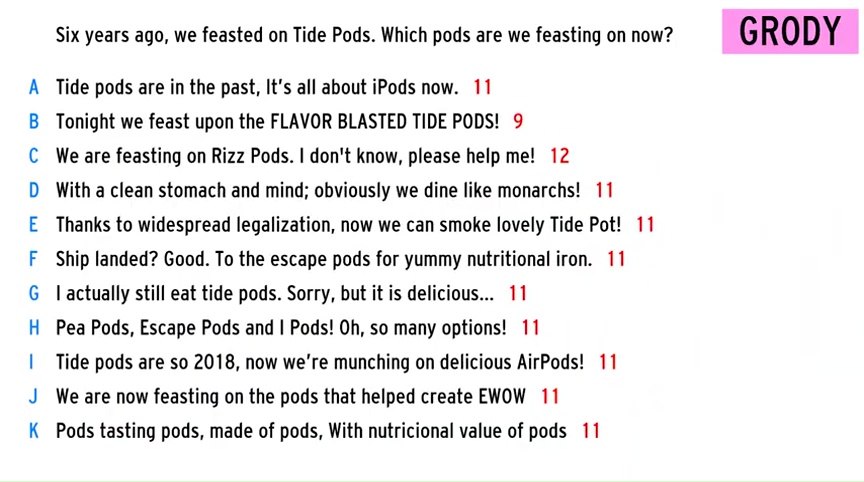 Six years ago, we feasted on Tide Pods. Which pods are we feasting on now?
GRODY
A Tide pods are in the past, It's all about iPods now. 11
B Tonight we feast upon the FLAVOR BLASTED TIDE PODS! 9
C We are feasting on Rizz Pods. I don't know, please help me! 12
D With a clean stomach and mind; obviously we dine like monarchs! 11
E Thanks to widespread legalization, now we can smoke lovely Tide Pot! 11
F Ship landed? Good. To the escape pods for yummy nutritional iron. 11
G I actually still eat tide pods. Sorry, but it is delicious... 11
H Pea Pods, Escape Pods and I Pods! Oh, so many options! 11
I Tide pods are so 2018, now we're munching on delicious AirPods! 11
J We are now feasting on the pods that helped create EWOW 11
K Pods tasting pods, made of pods, With nutricional value of pods 11